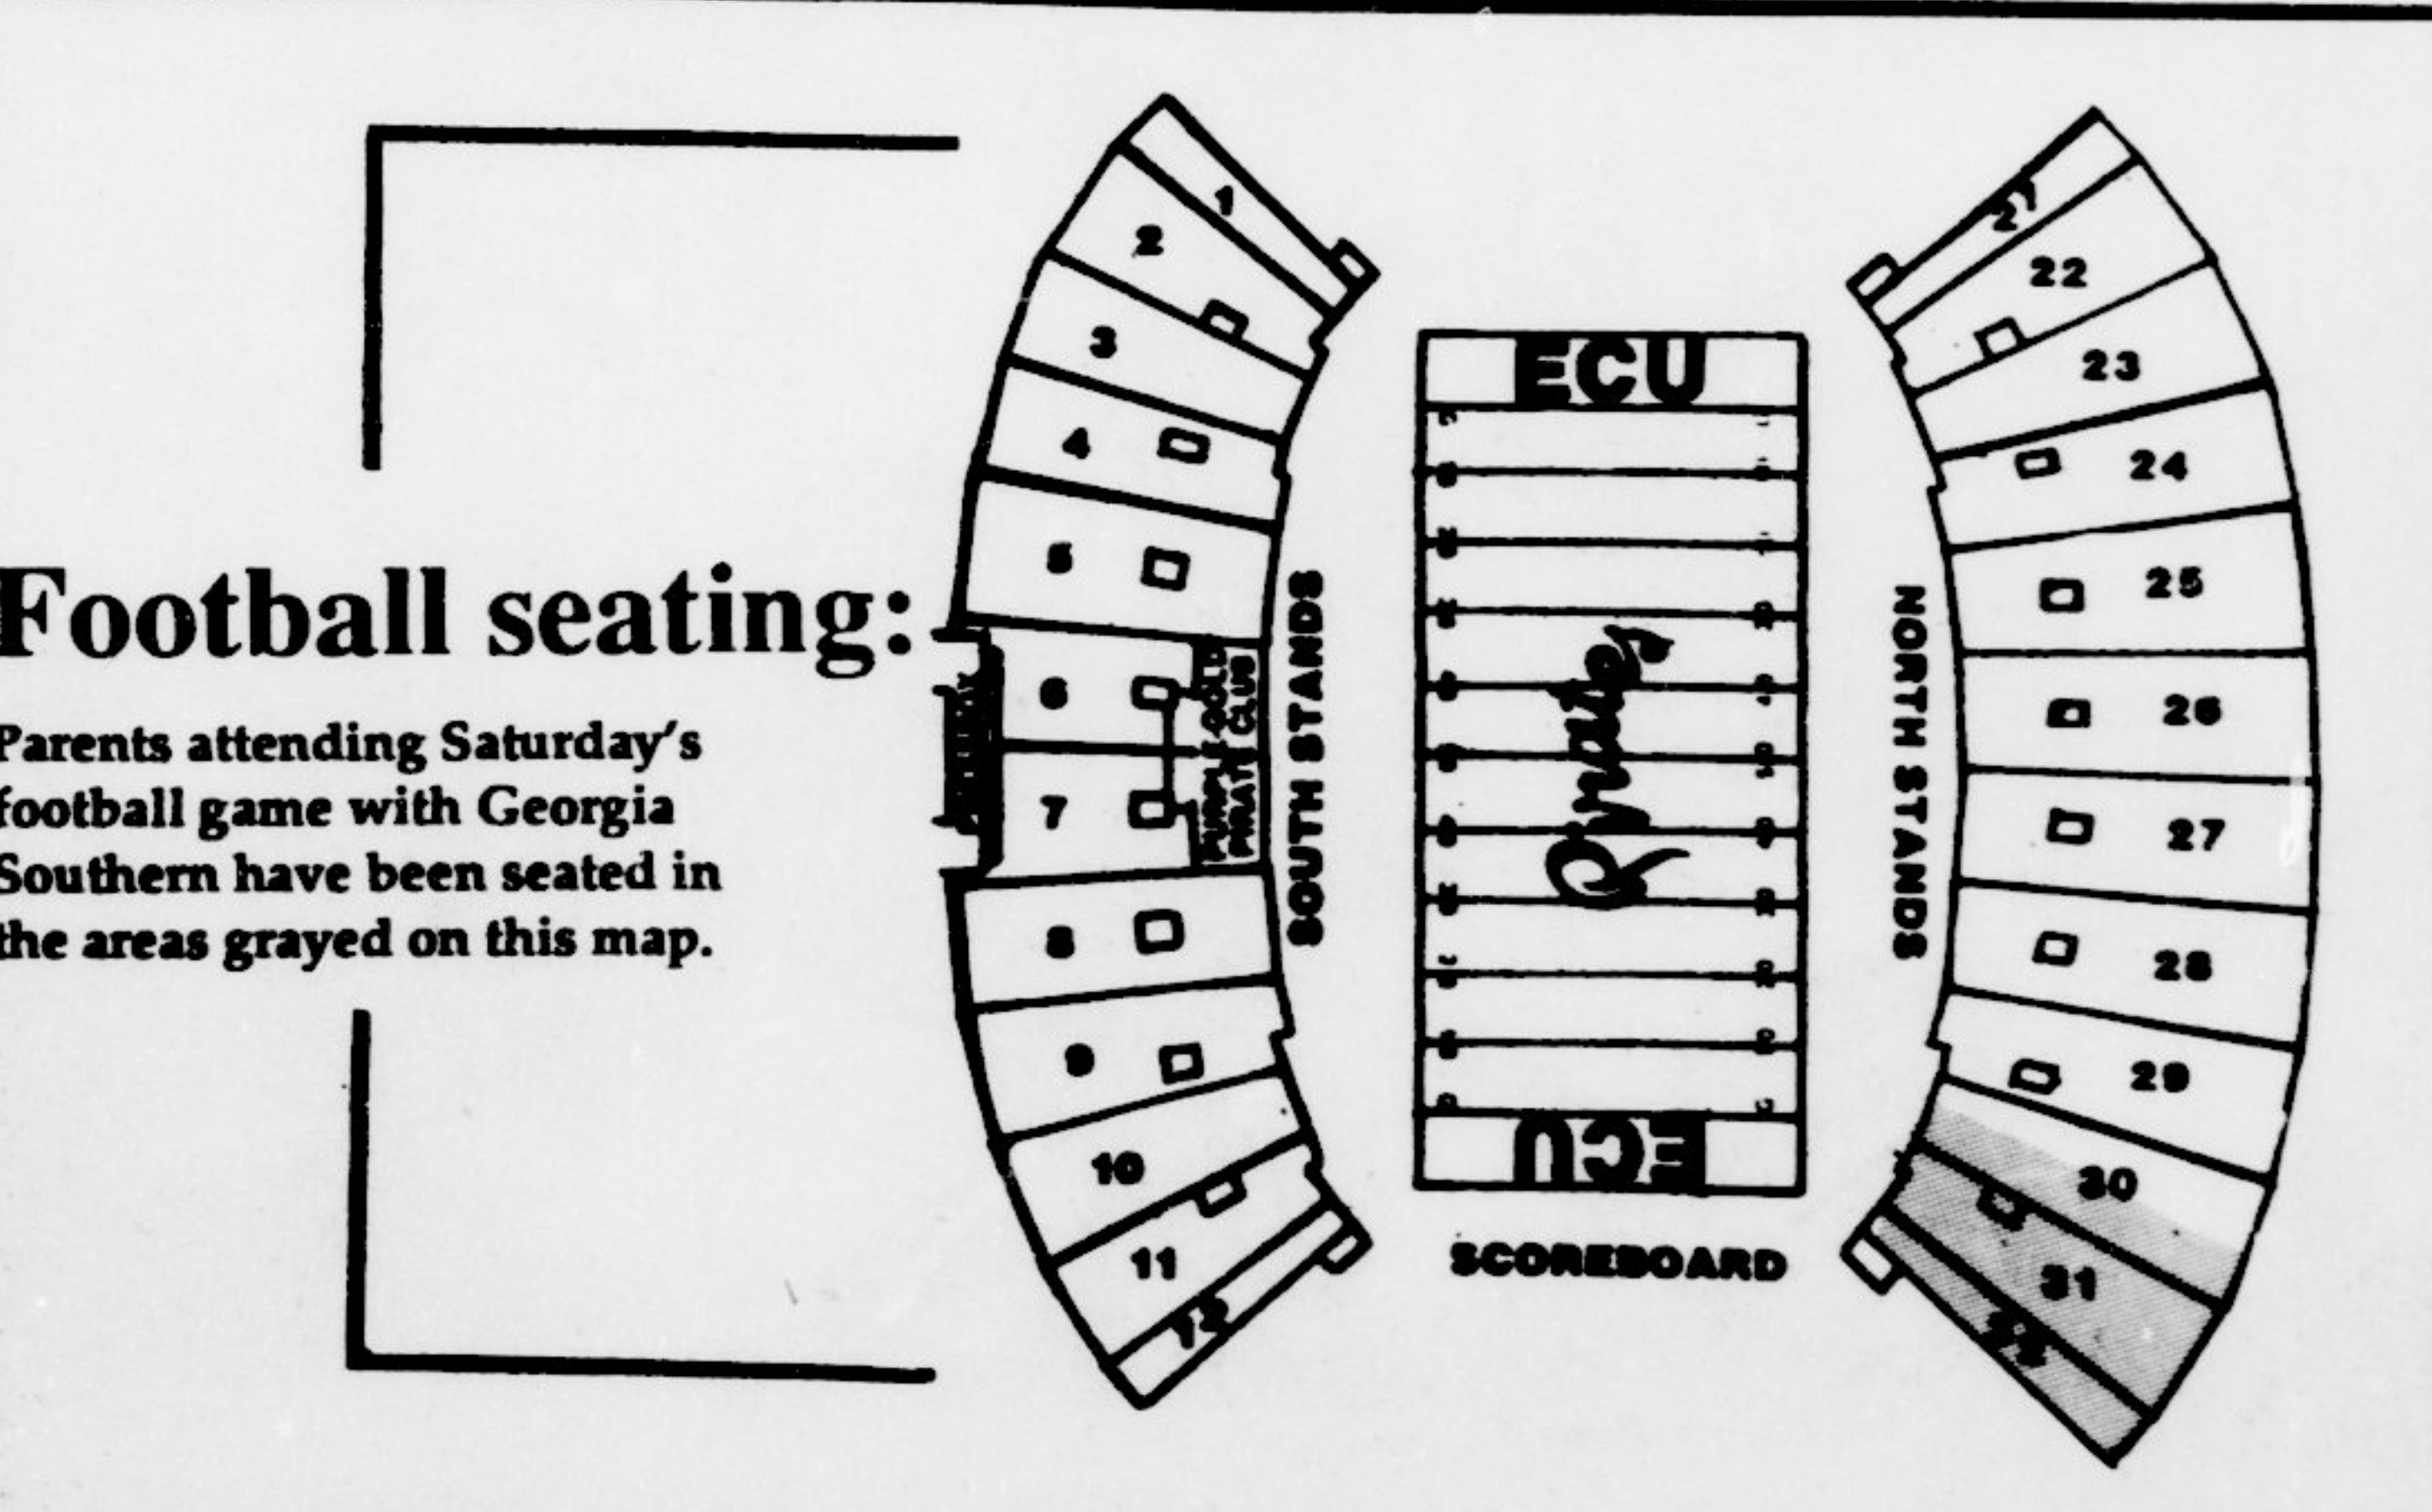 Football seating:
Parents attending Saturday's
football game with Georgia
Southern have been seated in
the areas grayed on this map.
1
2
3
4
5
6
7
8
9
10
11
12
PURPLE-GOLD
PIRATE CLUB
SOUTH STANDS
ECU
Pirates
ECU
SCOREBOARD
NORTH STANDS
21
22
23
24
25
26
27
28
29
30
31